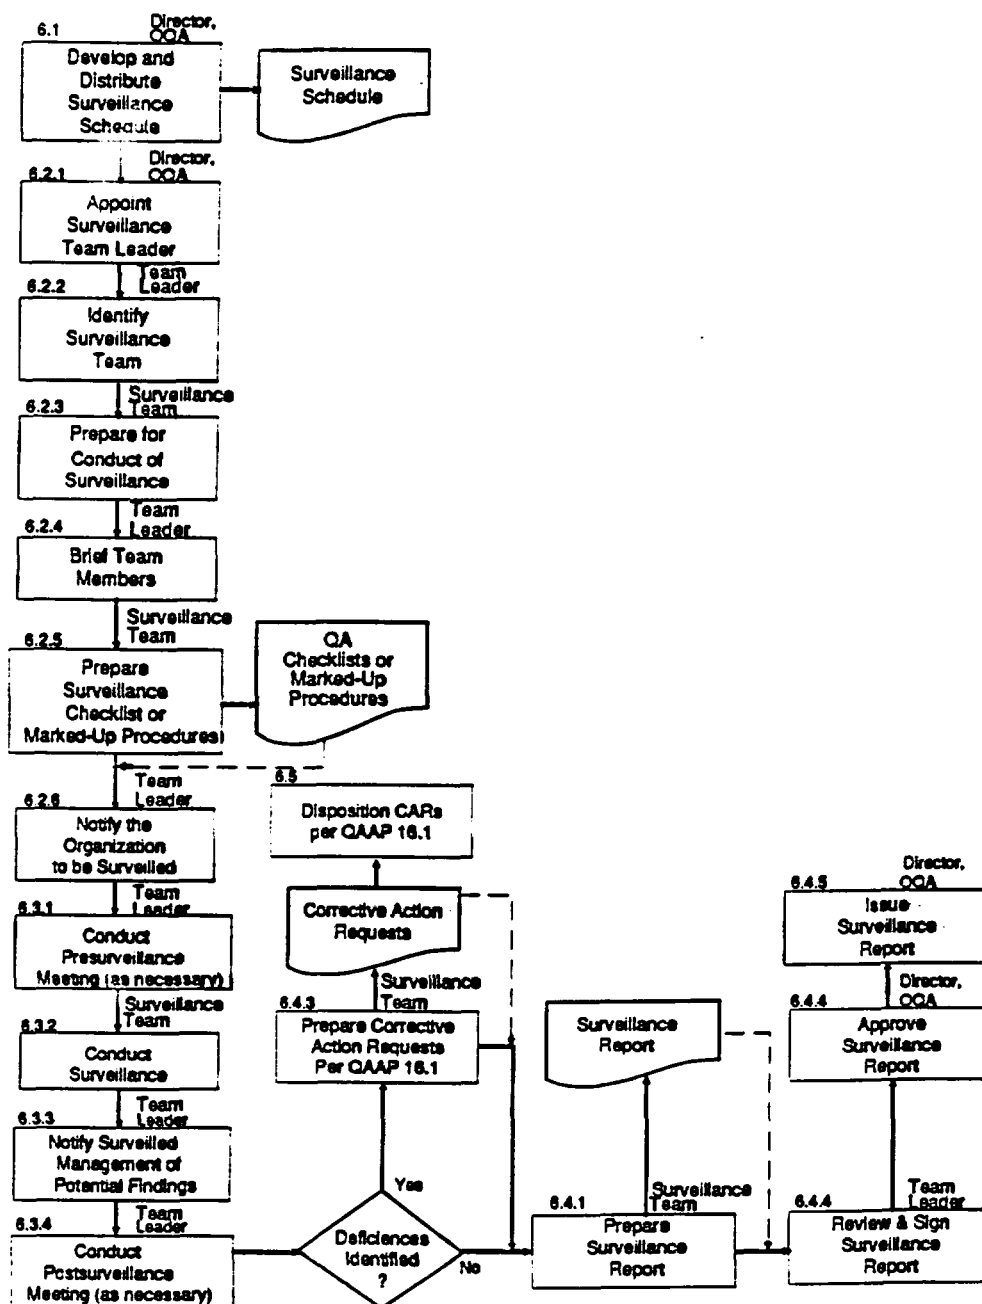 6.1
Director,
OQA
Develop and
Distribute
Surveillance
Schedule
Surveillance
Schedule
6.2.1
Director,
OQA
Appoint
Surveillance
Team Leader
6.2.2
Team
Leader
Identify
Surveillance
Team
6.2.3
Surveillance
Team
Prepare for
Conduct of
Surveillance
6.2.4
Team
Leader
Brief Team
Members
6.2.5
Surveillance
Team
Prepare
Surveillance
Checklist or
Marked-Up Procedures)
QA
Checklists or
Marked-Up
Procedures
6.2.6
Team
Leader
Notify the
Organization
to be Surveilled
6.3.1
Team
Leader
Conduct
Presurveillance
Meeting (as necessary)
6.3.2
Surveillance
Team
Conduct
Surveillance
6.3.3
Team
Leader
Notify Surveilled
Management of
Potential Findings
6.3.4
Team
Leader
Conduct
Postsurveillance
Meeting (as necessary)
Deficiences
Identified
?
Yes
No
6.4.3
Surveillance
Team
Prepare Corrective
Action Requests
Per QAAP 16.1
Corrective Action
Requests
6.5
Disposition CARs
per QAAP 16.1
6.4.1
Surveillance
Team
Prepare
Surveillance
Report
Surveillance
Report
6.4.4
Team
Leader
Review & Sign
Surveillance
Report
6.4.4
Director,
OQA
Approve
Surveillance
Report
6.4.5
Director,
OQA
Issue
Surveillance
Report